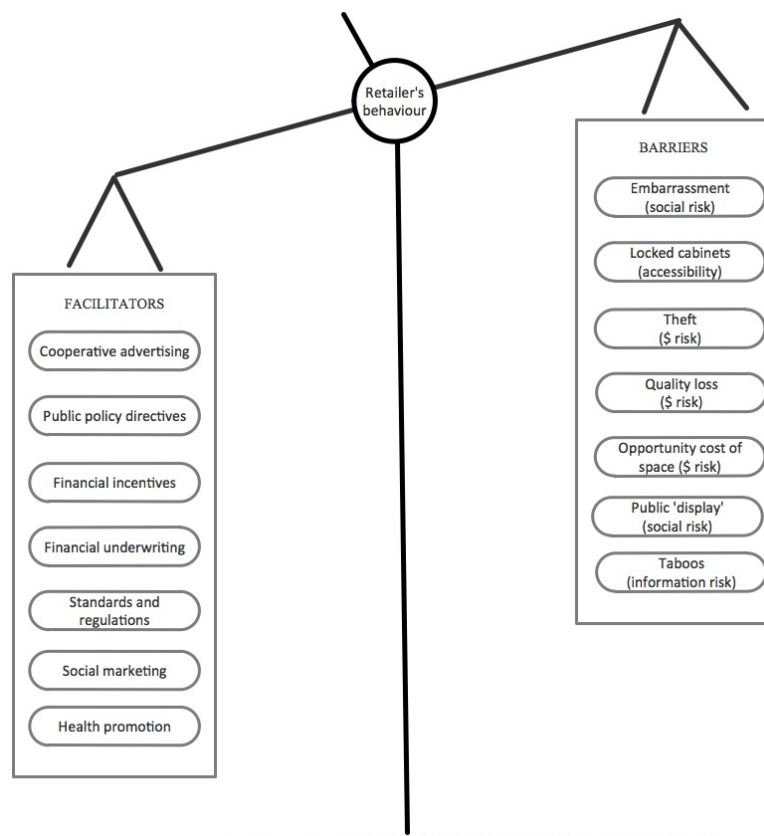 Retailer's
behaviour
FACILITATORS
Cooperative advertising
Public policy directives
Financial incentives
Financial underwriting
Standards and
regulations
Social marketing
Health promotion
BARRIERS
Embarrassment
(social risk)
Locked cabinets
(accessibility)
Theft
($ risk)
Quality loss
($ risk)
Opportunity cost of
space ($ risk)
Public 'display'
(social risk)
Taboos
(information risk)